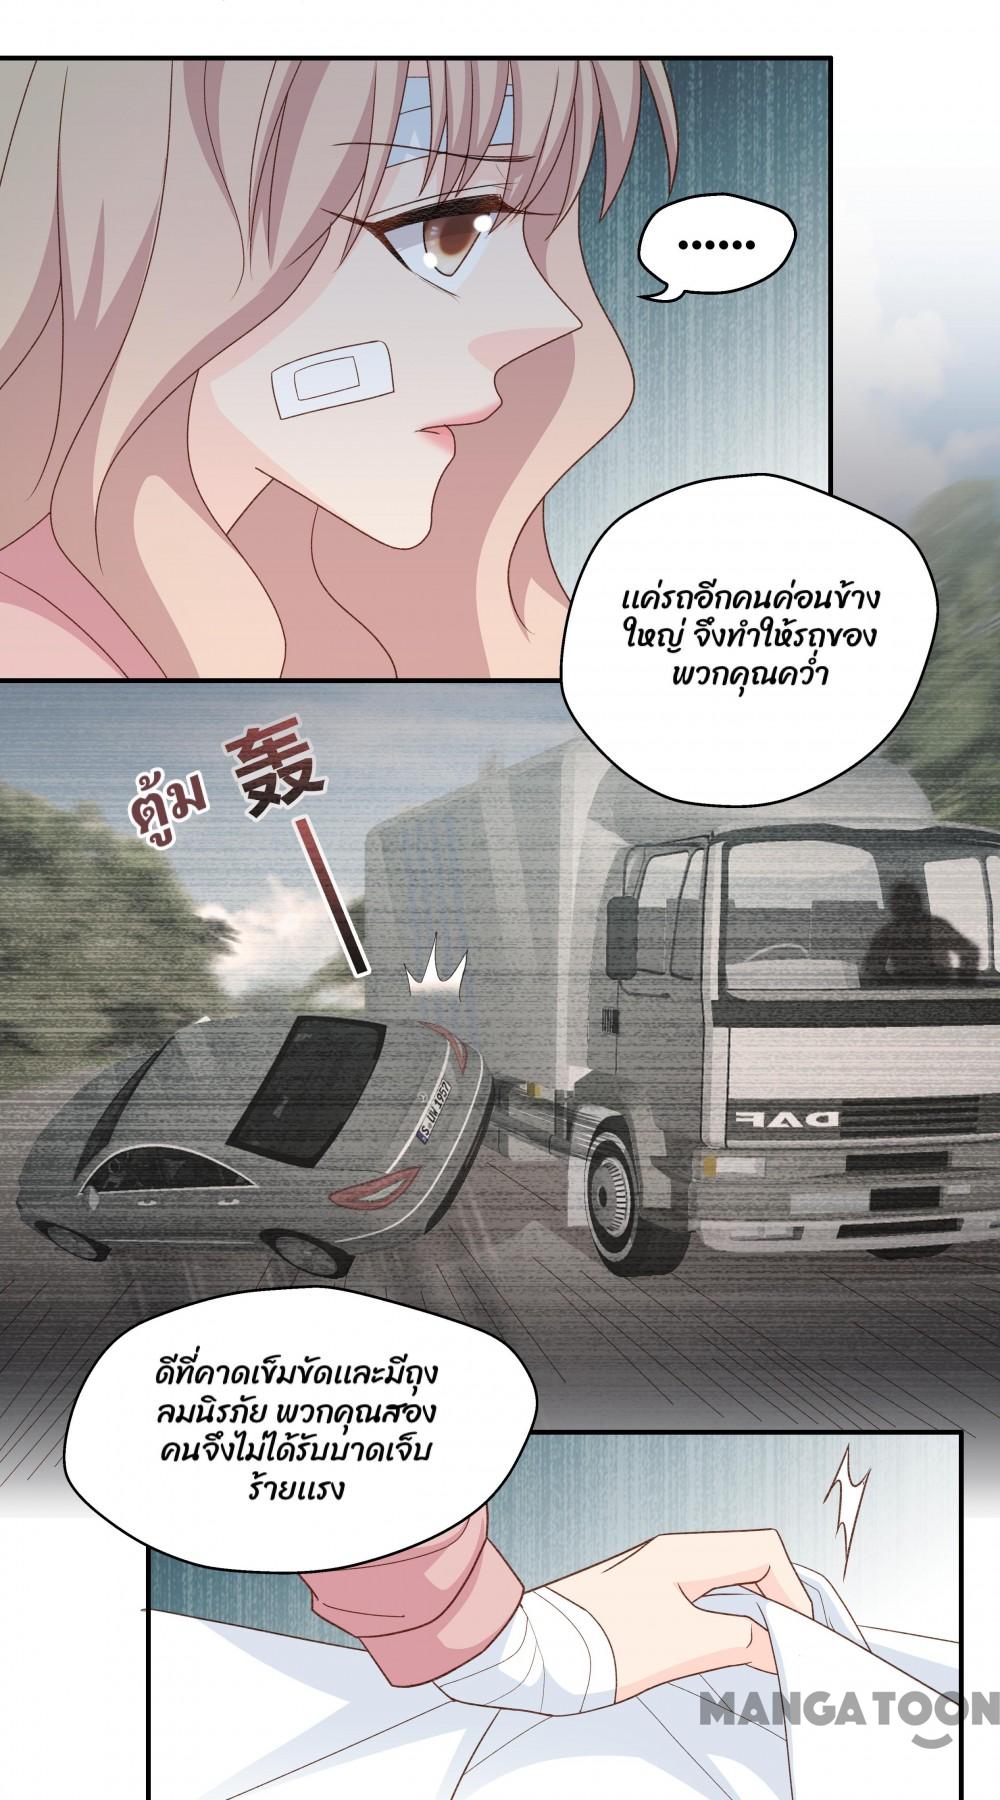 ......
แค่รถอีกคนค่อนข้าง
ใหญ่ จึงทำให้รถของ
พวกคุณคว่ำ
ตู้ม
轰
S UW 1957
DAF
ดีที่คาดเข็มขัดและมีถุง
ลมนิรภัย พวกคุณสอง
คนจึงไม่ได้รับบาดเจ็บ
ร้ายแรง
MANGATOON